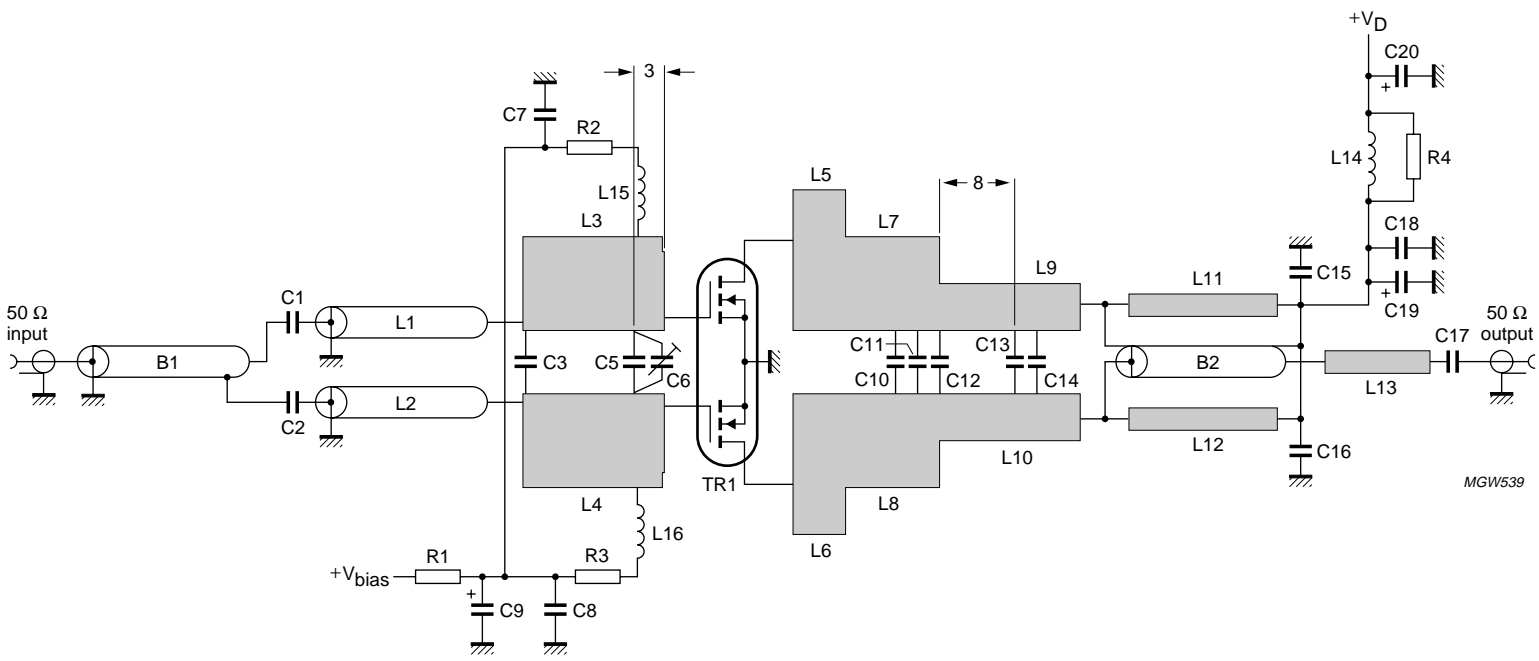 +VD
C20
3
C7
R2
L14
R4
L15
L5
8
L3
L7
C18
L9
C15
L11
C19
50 Ω
input
C1
L1
50 Ω
output
C17
C11
C13
B1
C3
C5
C6
C10
C12
C14
B2
L13
C2
L2
L12
L10
C16
TR1
L4
L8
MGW539
L16
L6
R1
R3
+Vbias
C9
+
C8
+
+